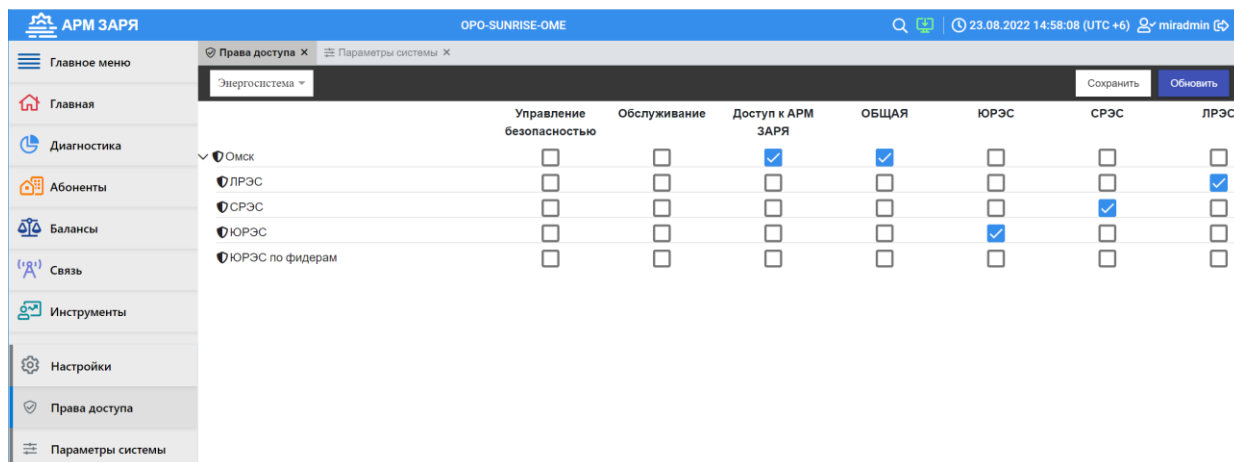 АРМ ЗАРЯ OPO-SUNRISE-OME 23.08.2022 14:58:08 (UTC +6) miradmin
Главное меню
Главная
Диагностика
Абоненты
Балансы
Связь
Инструменты
Настройки
Права доступа
Параметры системы
Права доступа × Параметры системы ×
Энергосистема Сохранить Обновить
Управление безопасностью Обслуживание Доступ к АРМ ЗАРЯ ОБЩАЯ ЮРЭС СРЭС ЛРЭС
Омск
ЛРЭС
СРЭС
ЮРЭС
ЮРЭС по фидерам